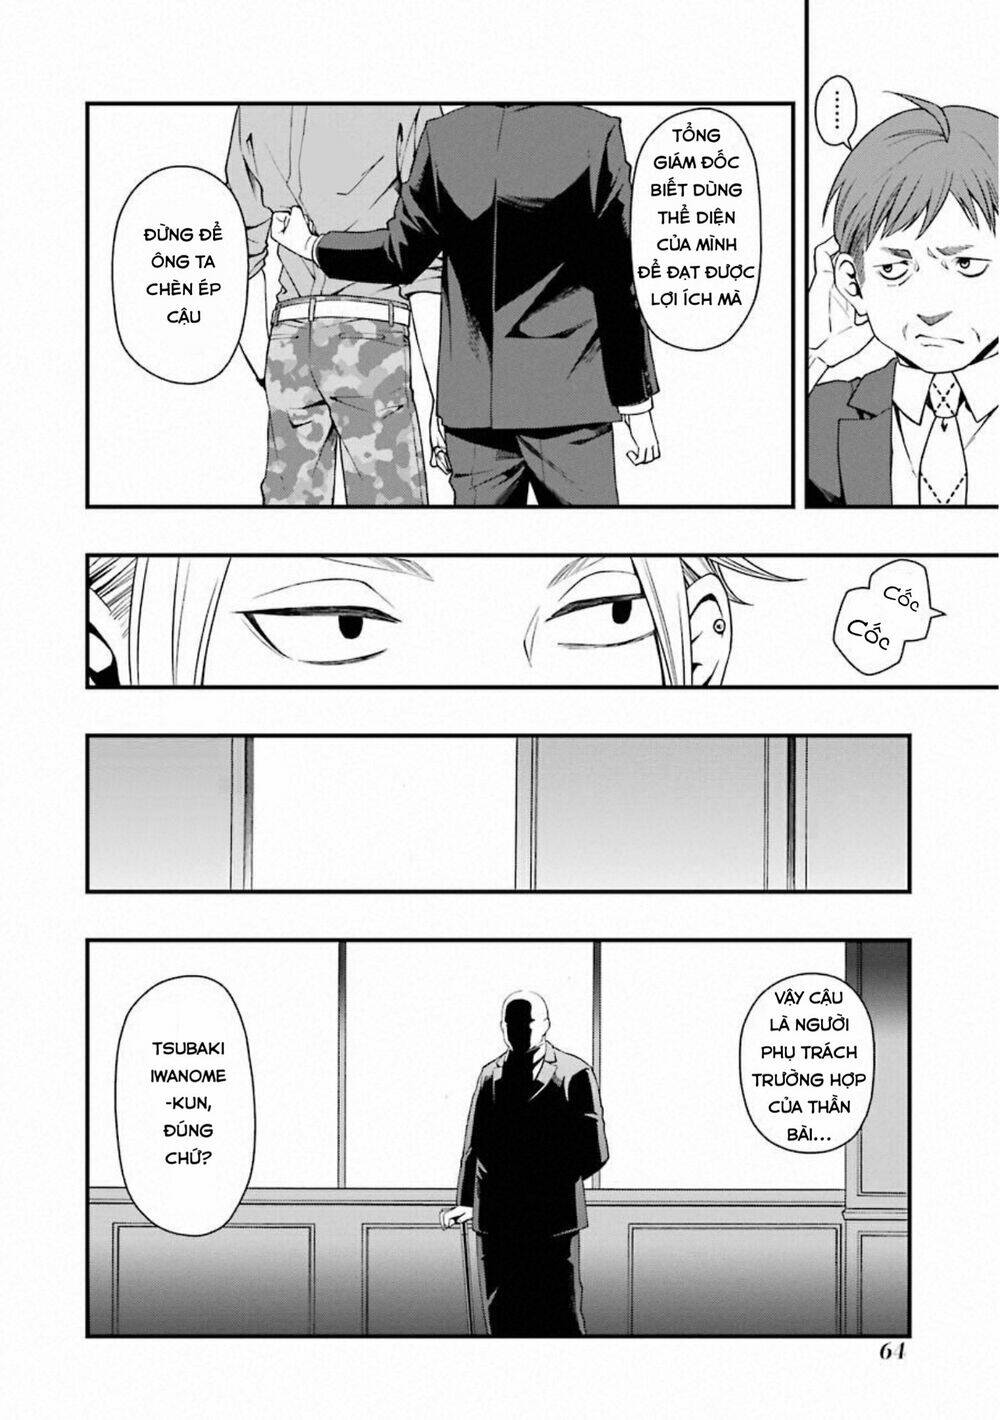 ......
TỔNG
GIÁM ĐỐC
BIẾT DÙNG
THỂ DIỆN
CỦA MÌNH
ĐỂ ĐẠT ĐƯỢC
LỢI ÍCH MÀ
ĐỪNG ĐỂ
ÔNG TA
CHÈN ÉP
CẬU
CỐC
CỐC
VẬY CẬU
LÀ NGƯỜI
PHỤ TRÁCH
TRƯỜNG HỢP
CỦA THẦN
BÀI...
TSUBAKI
IWANOME
-KUN,
ĐÚNG
CHỨ?
64